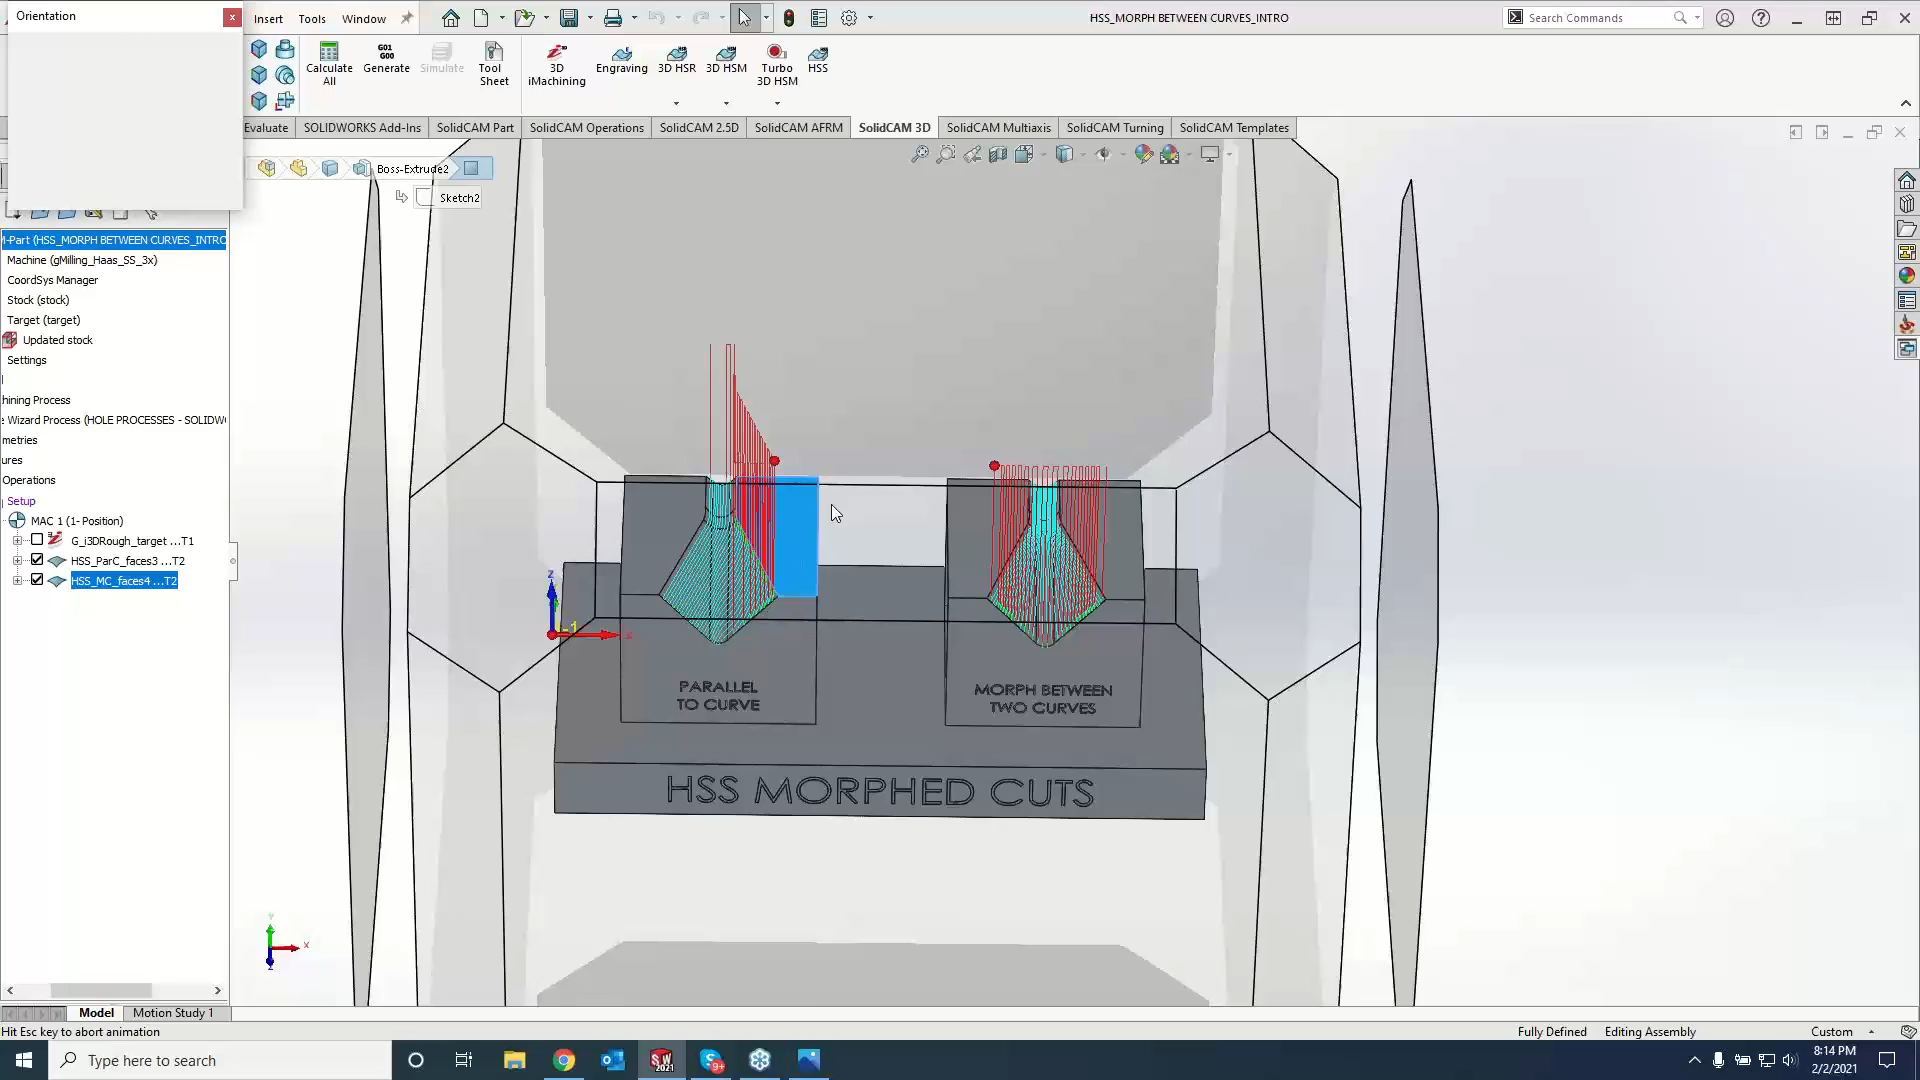 Orientation
Insert Tools Window
HSS_MORPH BETWEEN CURVES_INTRO
Search Commands
Calculate All
G01 G00
Generate
Simulate
Tool Sheet
3D iMachining
Engraving
3D HSR
3D HSM
Turbo 3D HSM
HSS
Evaluate SOLIDWORKS Add-Ins SolidCAM Part SolidCAM Operations SolidCAM 2.5D SolidCAM AFRM SolidCAM 3D SolidCAM Multiaxis SolidCAM Turning SolidCAM Templates
Boss-Extrude2
Sketch2
M-Part (HSS_MORPH BETWEEN CURVES_INTRO
Machine (gMilling_Haas_SS_3x)
CoordSys Manager
Stock (stock)
Target (target)
Updated stock
Settings
hining Process
e Wizard Process (HOLE PROCESSES - SOLIDW
metries
ures
Operations
Setup
MAC 1 (1- Position)
G_i3DRough_target ...T1
HSS_ParC_faces3 ...T2
HSS_MC_faces4 ...T2
Z
X
PARALLEL
TO CURVE
MORPH BETWEEN
TWO CURVES
HSS MORPHED CUTS
Y
X
Z
Model Motion Study 1
Hit Esc key to abort animation
Fully Defined Editing Assembly Custom
Type here to search
SW 2021
9+
8:14 PM
2/2/2021